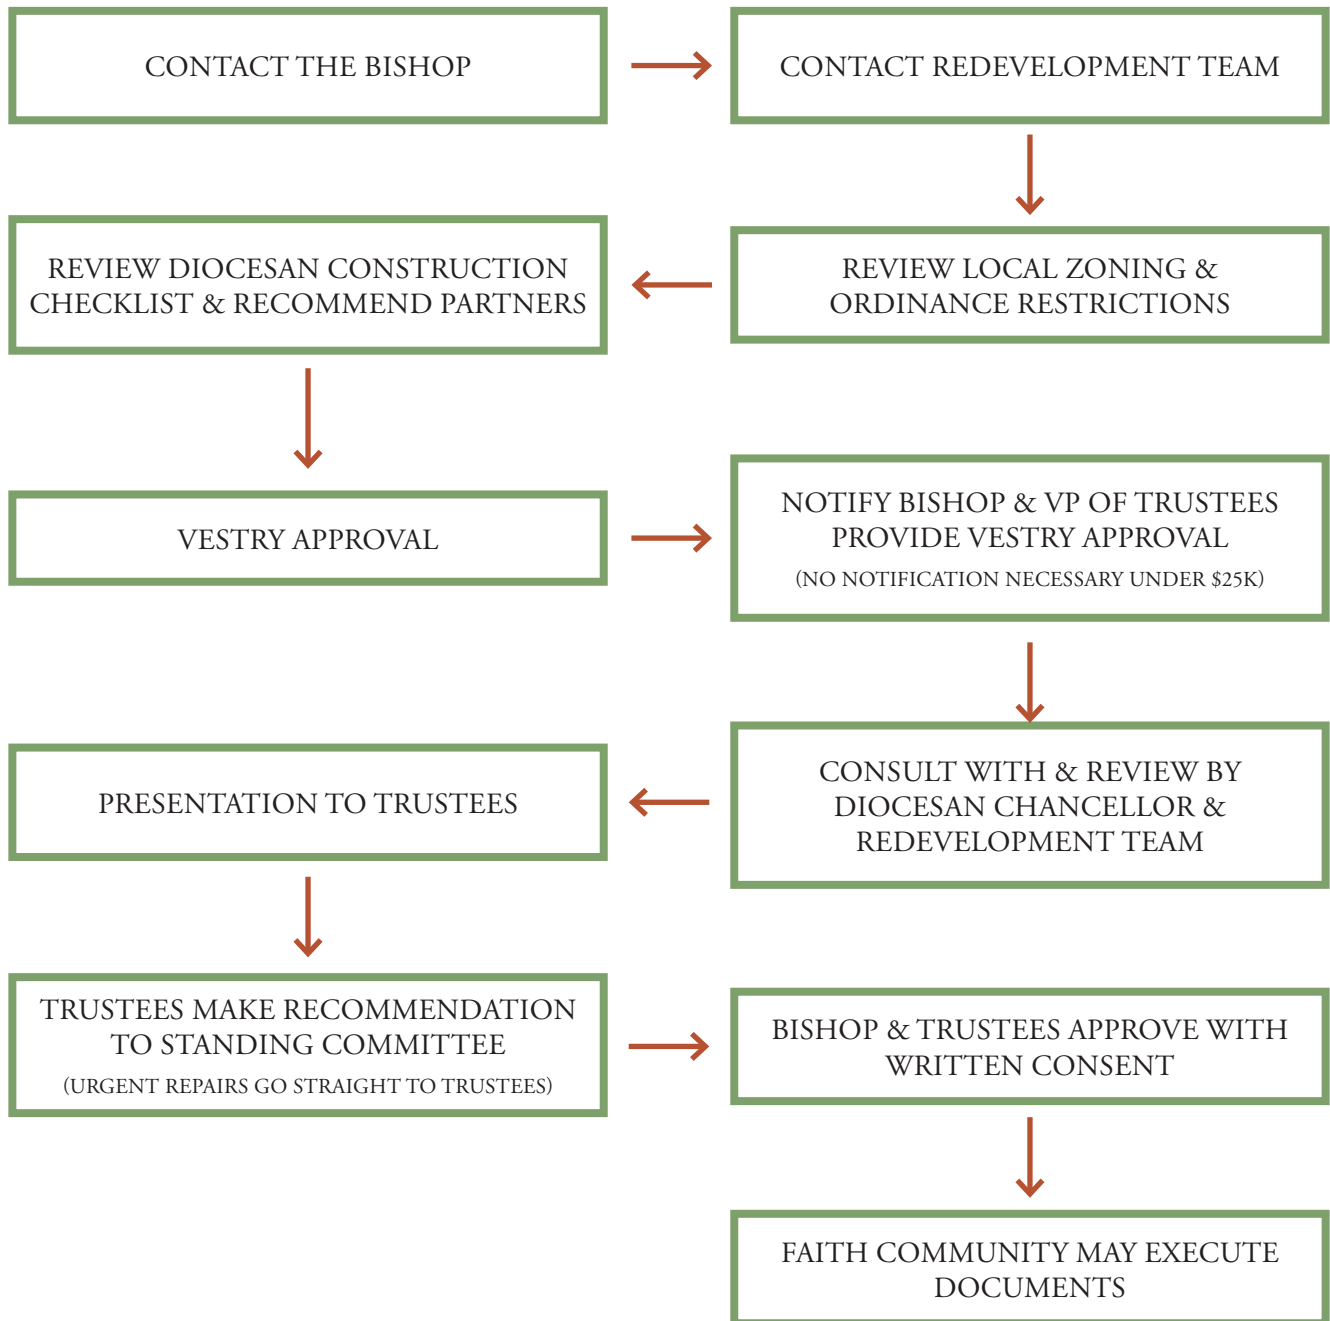 CONTACT THE BISHOP
CONTACT REDEVELOPMENT TEAM
REVIEW LOCAL ZONING &
ORDINANCE RESTRICTIONS
REVIEW DIOCESAN CONSTRUCTION
CHECKLIST & RECOMMEND PARTNERS
VESTRY APPROVAL
NOTIFY BISHOP & VP OF TRUSTEES
PROVIDE VESTRY APPROVAL
(NO NOTIFICATION NECESSARY UNDER $25K)
CONSULT WITH & REVIEW BY
DIOCESAN CHANCELLOR &
REDEVELOPMENT TEAM
PRESENTATION TO TRUSTEES
TRUSTEES MAKE RECOMMENDATION
TO STANDING COMMITTEE
(URGENT REPAIRS GO STRAIGHT TO TRUSTEES)
BISHOP & TRUSTEES APPROVE WITH
WRITTEN CONSENT
FAITH COMMUNITY MAY EXECUTE
DOCUMENTS